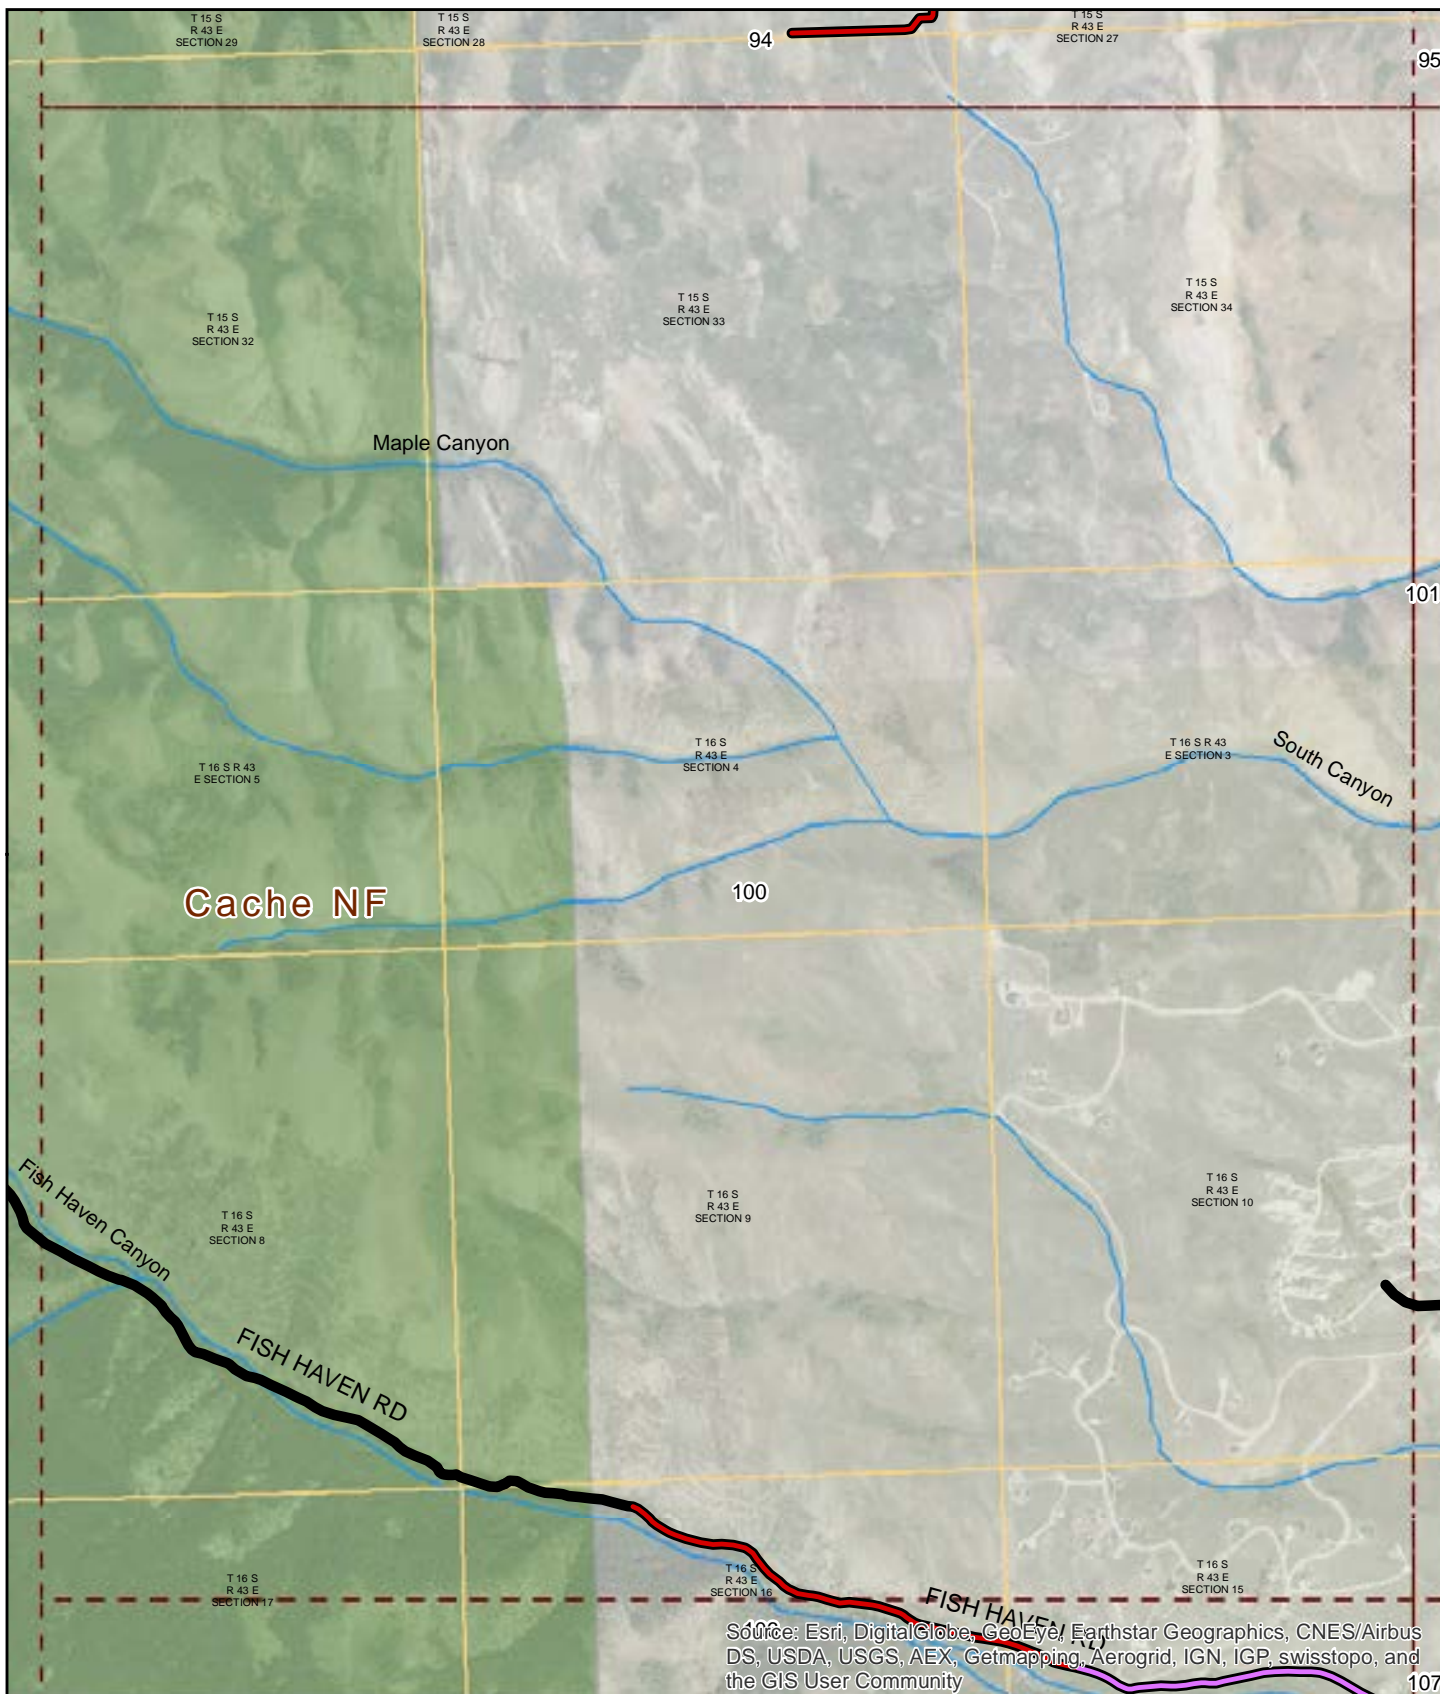 T 15 S
R 43 E
SECTION 29
T 15 S
R 43 E
SECTION 28
94
T 15 S
R 43 E
SECTION 27
95
T 15 S
R 43 E
SECTION 32
T 15 S
R 43 E
SECTION 33
T 15 S
R 43 E
SECTION 34
Maple Canyon
101
T 16 S R 43
E SECTION 5
T 16 S
R 43 E
SECTION 4
T 16 S R 43
E SECTION 3
South Canyon
Cache NF
100
Fish Haven Canyon
T 16 S
R 43 E
SECTION 8
T 16 S
R 43 E
SECTION 9
T 16 S
R 43 E
SECTION 10
FISH HAVEN RD
T 16 S
R 43 E
SECTION 17
T 16 S
R 43 E
SECTION 16
T 16 S
R 43 E
SECTION 15
FISH HAVEN RD
Source: Esri, DigitalGlobe, GeoEye, Earthstar Geographics, CNES/Airbus
DS, USDA, USGS, AEX, Getmapping, Aerogrid, IGN, IGP, swisstopo, and
the GIS User Community
107